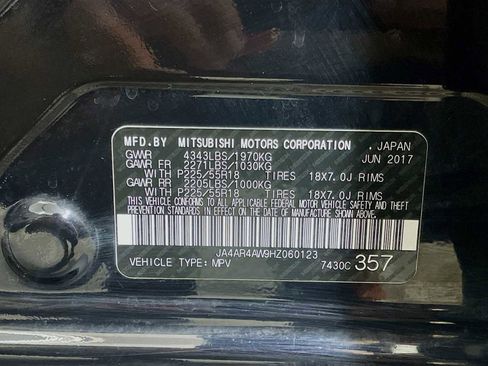 MFD.BY MITSUBISHI MOTORS CORPORATION , JAPAN
GVWR 4343LBS/1970KG JUN 2017
GAWR FR 2271LBS/1030KG
WITH P225/55R18 TIRES 18X7.0J RIMS
GAWR RR 2205LBS/1000KG
WITH P225/55R18 TIRES 18X7.0J RIMS
THIS VEHICLE CONFORMS TO ALL APPLICABLE FEDERAL MOTOR VEHICLE SAFETY AND THEFT
PREVENTION STANDARDS IN EFFECT ON THE DATE OF MANUFACTURE SHOWN ABOVE.
JA4AR4AW9HZ060123
VEHICLE TYPE: MPV 7430C 357